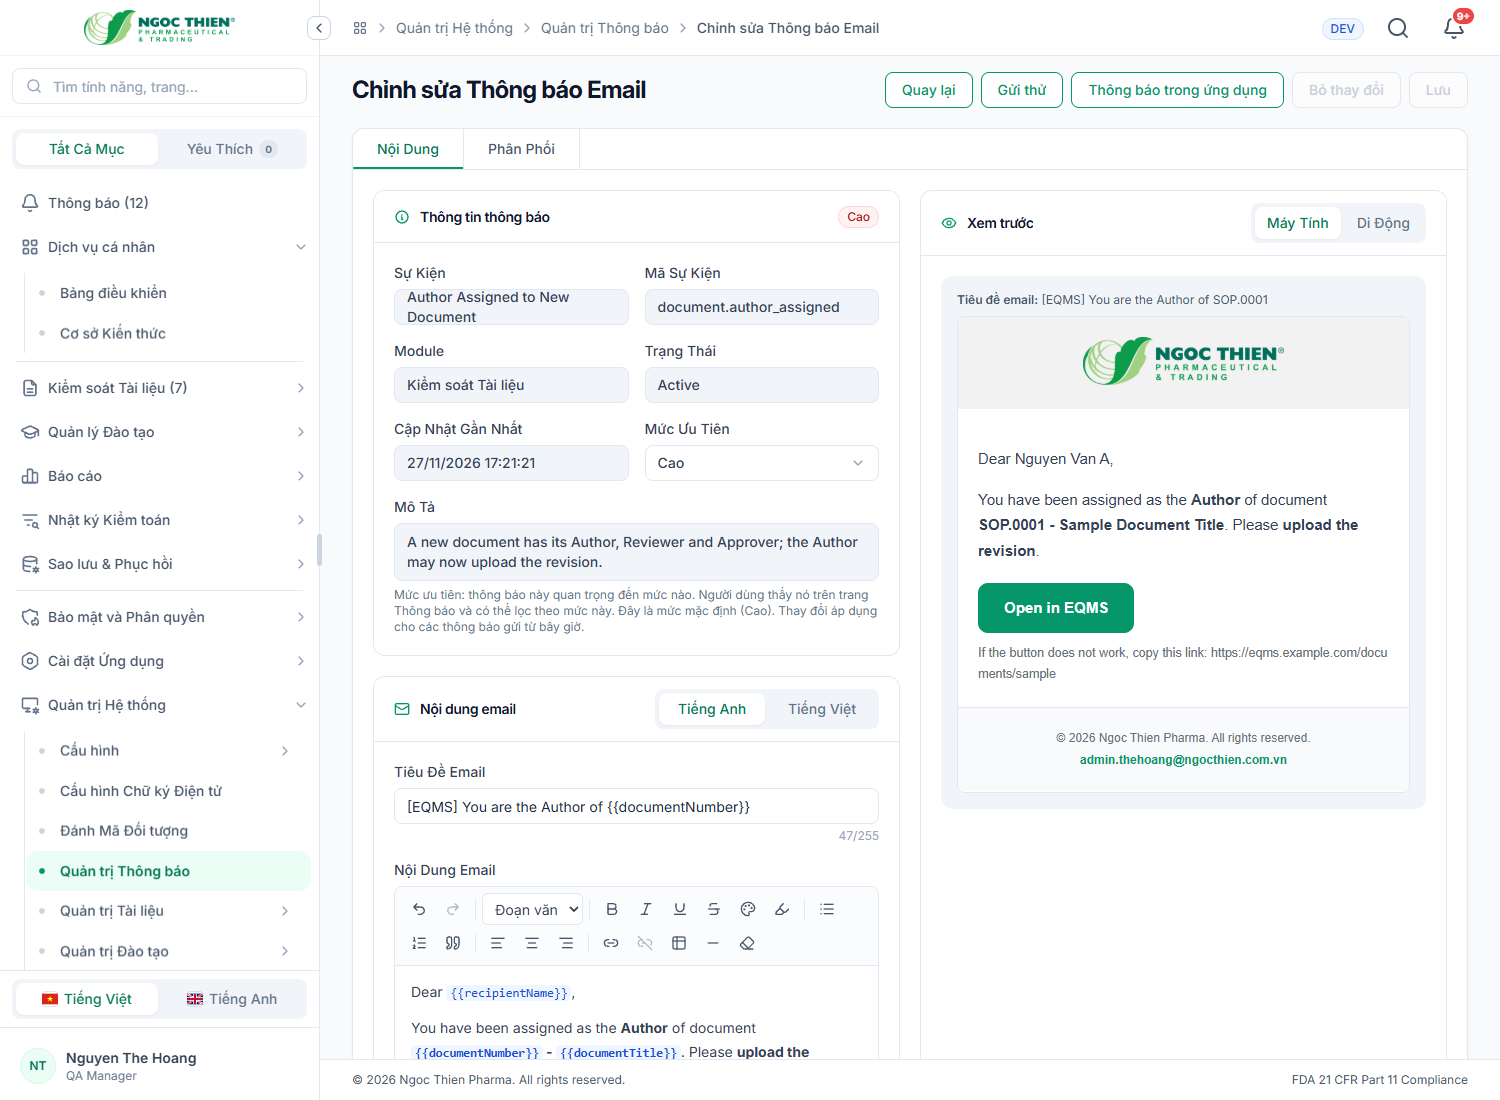 NGOC THIEN®
PHARMACEUTICAL
& TRADING
Tìm tính năng, trang...
Tất Cả Mục
Yêu Thích 0
Thông báo (12)
Dịch vụ cá nhân
Bảng điều khiển
Cơ sở Kiến thức
Kiểm soát Tài liệu (7)
Quản lý Đào tạo
Báo cáo
Nhật ký Kiểm toán
Sao lưu & Phục hồi
Bảo mật và Phân quyền
Cài đặt Ứng dụng
Quản trị Hệ thống
Cấu hình
Cấu hình Chữ ký Điện tử
Đánh Mã Đối tượng
Quản trị Thông báo
Quản trị Tài liệu
Quản trị Đào tạo
Tiếng Việt
Tiếng Anh
NT
Nguyen The Hoang
QA Manager
Quản trị Hệ thống
Quản trị Thông báo
Chỉnh sửa Thông báo Email
DEV
9+
Chỉnh sửa Thông báo Email
Quay lại
Gửi thử
Thông báo trong ứng dụng
Bỏ thay đổi
Lưu
Nội Dung
Phân Phối
Thông tin thông báo
Cao
Sự Kiện
Author Assigned to New
Document
Mã Sự Kiện
document.author_assigned
Module
Kiểm soát Tài liệu
Trạng Thái
Active
Cập Nhật Gần Nhất
27/11/2026 17:21:21
Mức Ưu Tiên
Cao
Mô Tả
A new document has its Author, Reviewer and Approver; the Author
may now upload the revision.
Mức ưu tiên: thông báo này quan trọng đến mức nào. Người dùng thấy nó trên trang
Thông báo và có thể lọc theo mức này. Đây là mức mặc định (Cao). Thay đổi áp dụng
cho các thông báo gửi từ bây giờ.
Nội dung email
Tiếng Anh
Tiếng Việt
Tiêu Đề Email
[EQMS] You are the Author of {{documentNumber}}
47/255
Nội Dung Email
Đoạn văn
Dear {{recipientName}},
You have been assigned as the Author of document
{{documentNumber}} - {{documentTitle}}. Please upload the
Xem trước
Máy Tính
Di Động
Tiêu đề email: [EQMS] You are the Author of SOP.0001
NGOC THIEN®
PHARMACEUTICAL
& TRADING
Dear Nguyen Van A,
You have been assigned as the Author of document
SOP.0001 - Sample Document Title. Please upload the
revision.
Open in EQMS
If the button does not work, copy this link: https://eqms.example.com/docu
ments/sample
© 2026 Ngoc Thien Pharma. All rights reserved.
admin.thehoang@ngocthien.com.vn
© 2026 Ngoc Thien Pharma. All rights reserved.
FDA 21 CFR Part 11 Compliance